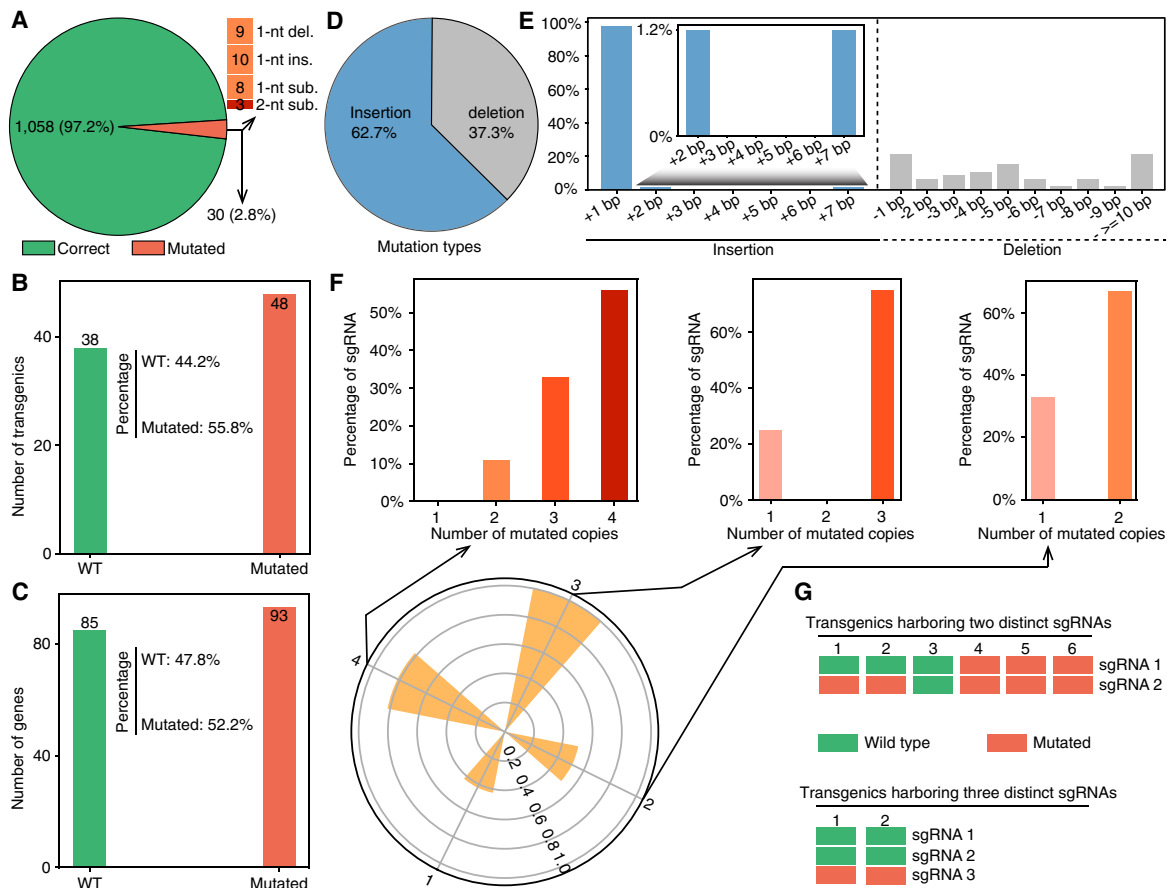 A
9 1-nt del.
10 1-nt ins.
8 1-nt sub.
3 2-nt sub.
1,058 (97.2%)
30 (2.8%)
Correct Mutated
D
Insertion
62.7%
deletion
37.3%
Mutation types
E
100%
80%
60%
40%
20%
0%
1.2%
0%
+2 bp +3 bp +4 bp +5 bp +6 bp +7 bp
+1 bp +2 bp +3 bp +4 bp +5 bp +6 bp +7 bp -1 bp -2 bp -3 bp -4 bp -5 bp -6 bp -7 bp -8 bp -9 bp - >=10 bp
Insertion Deletion
B
Number of transgenics
40
20
0
38
48
Percentage
WT: 44.2%
Mutated: 55.8%
WT Mutated
C
Number of genes
80
40
0
85
93
Percentage
WT: 47.8%
Mutated: 52.2%
WT Mutated
F
Percentage of sgRNA
50%
40%
30%
20%
10%
0%
1 2 3 4
Number of mutated copies
Percentage of sgRNA
60%
40%
20%
0%
1 2 3
Number of mutated copies
Percentage of sgRNA
60%
40%
20%
0%
1 2
Number of mutated copies
3
4
2
1
0.2
0.4
0.6
0.8
1.0
G
Transgenics harboring two distinct sgRNAs
1 2 3 4 5 6
sgRNA 1
sgRNA 2
Wild type Mutated
Transgenics harboring three distinct sgRNAs
1 2
sgRNA 1
sgRNA 2
sgRNA 3